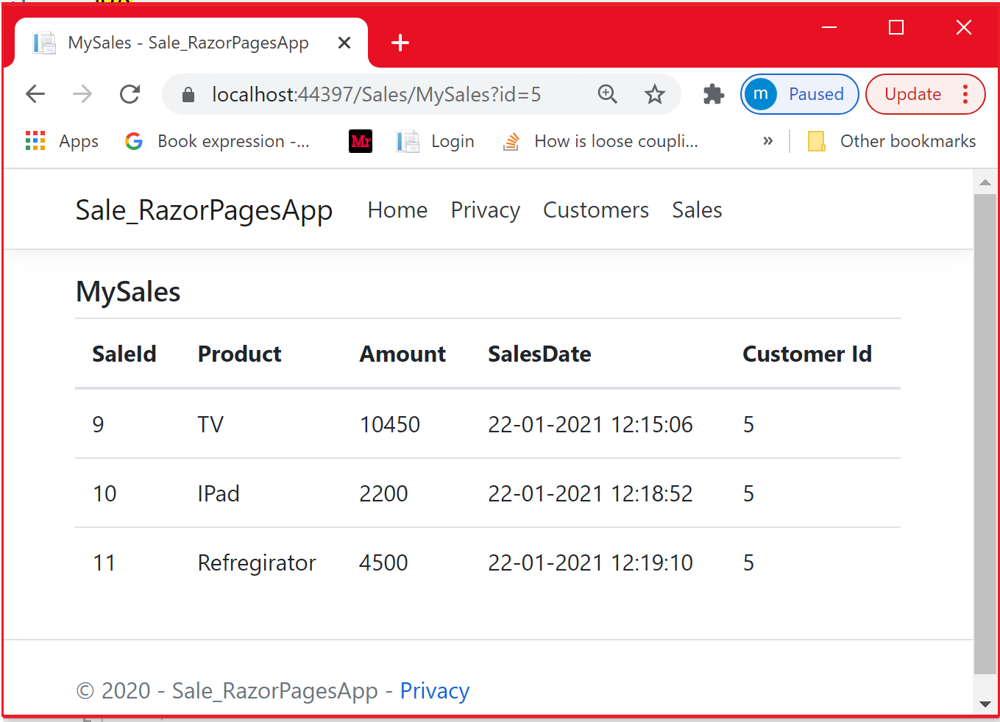 MySales - Sale_RazorPagesApp
localhost:44397/Sales/MySales?id=5
m Paused Update
Apps Book expression -... Mr Login How is loose coupli... » Other bookmarks
Sale_RazorPagesApp Home Privacy Customers Sales
MySales
SaleId Product Amount SalesDate Customer Id
9 TV 10450 22-01-2021 12:15:06 5
10 IPad 2200 22-01-2021 12:18:52 5
11 Refregirator 4500 22-01-2021 12:19:10 5
© 2020 - Sale_RazorPagesApp - Privacy